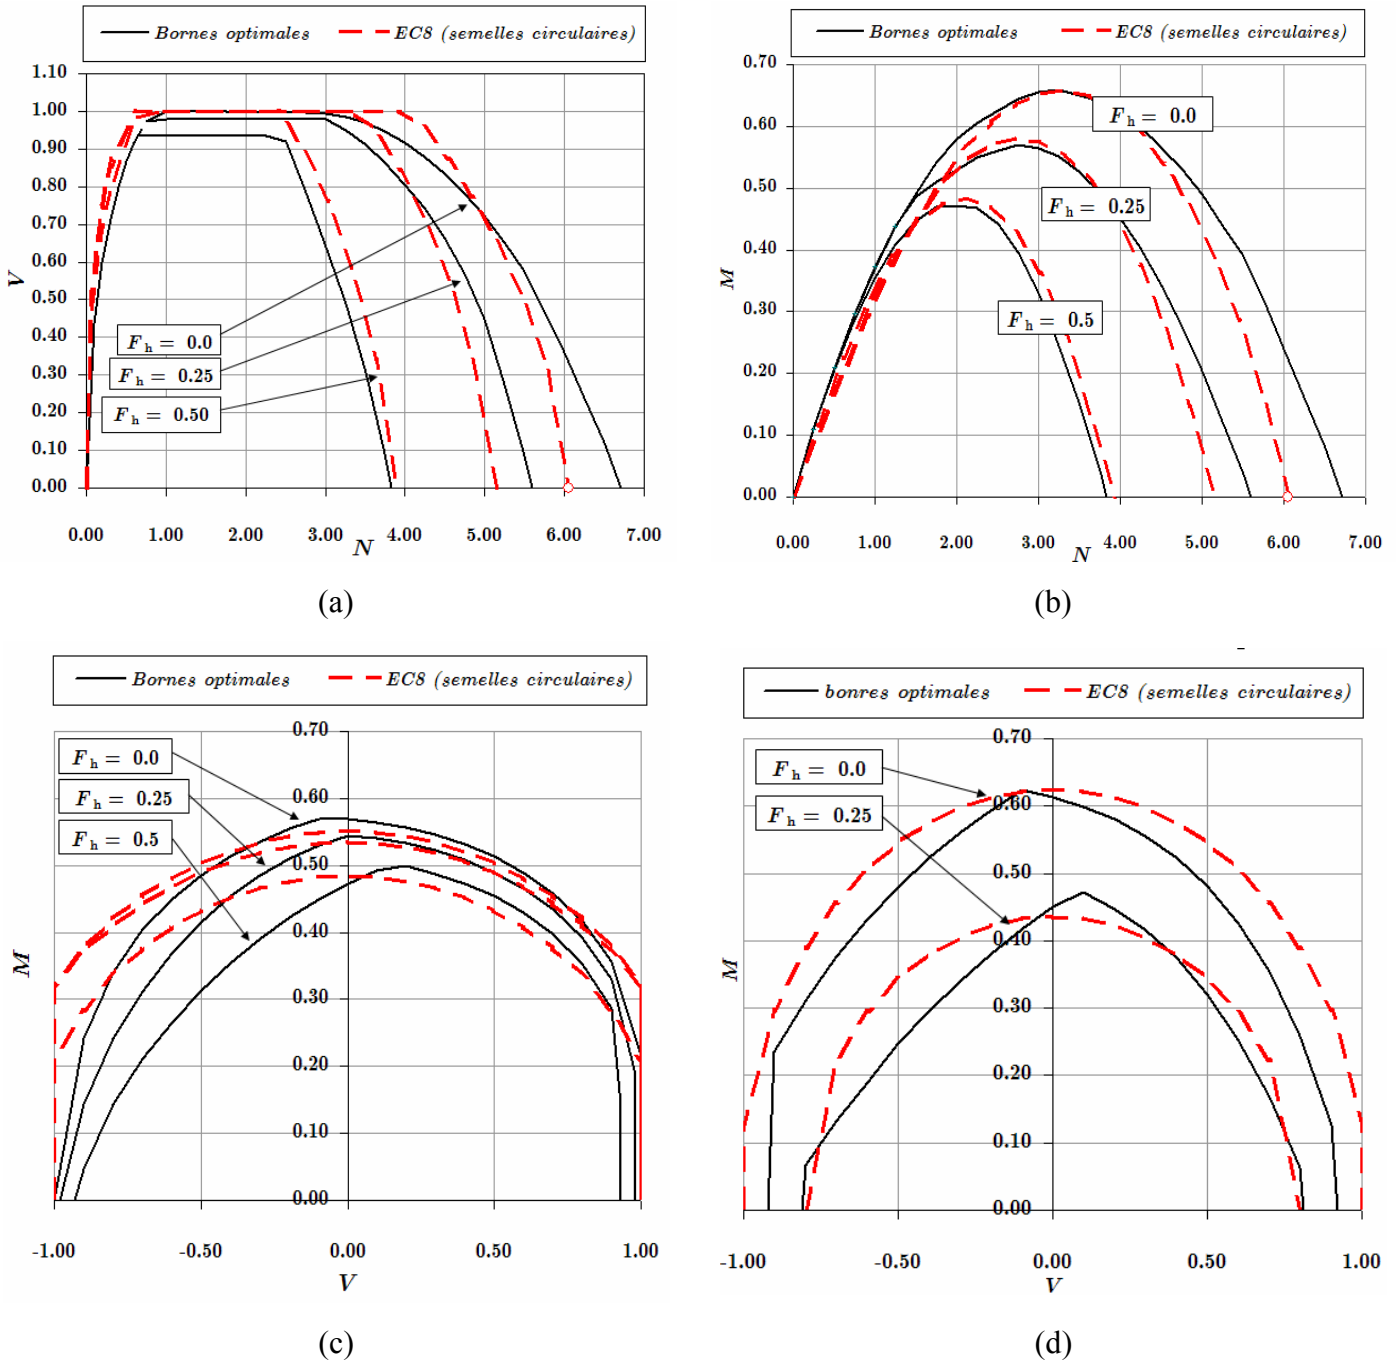 Bornes optimales EC8 (semelles circulaires)
1.10
1.00
0.90
0.80
0.70
0.60
0.50
0.40
0.30
0.20
0.10
0.00
V
F h = 0.0
F h = 0.25
F h = 0.50
0.00 1.00 2.00 3.00 4.00 5.00 6.00 7.00
N
(a)
Bornes optimales EC8 (semelles circulaires)
0.70
0.60
0.50
0.40
0.30
0.20
0.10
0.00
M
F h = 0.0
F h = 0.25
F h = 0.5
0.00 1.00 2.00 3.00 4.00 5.00 6.00 7.00
N
(b)
Bornes optimales EC8 (semelles circulaires)
0.70
0.60
0.50
0.40
0.30
0.20
0.10
0.00
M
F h = 0.0
F h = 0.25
F h = 0.5
-1.00 -0.50 0.00 0.50 1.00
V
(c)
bonres optimales EC8 (semelles circulaires)
0.70
0.60
0.50
0.40
0.30
0.20
0.10
0.00
M
F h = 0.0
F h = 0.25
-1.00 -0.50 0.00 0.50 1.00
V
(d)